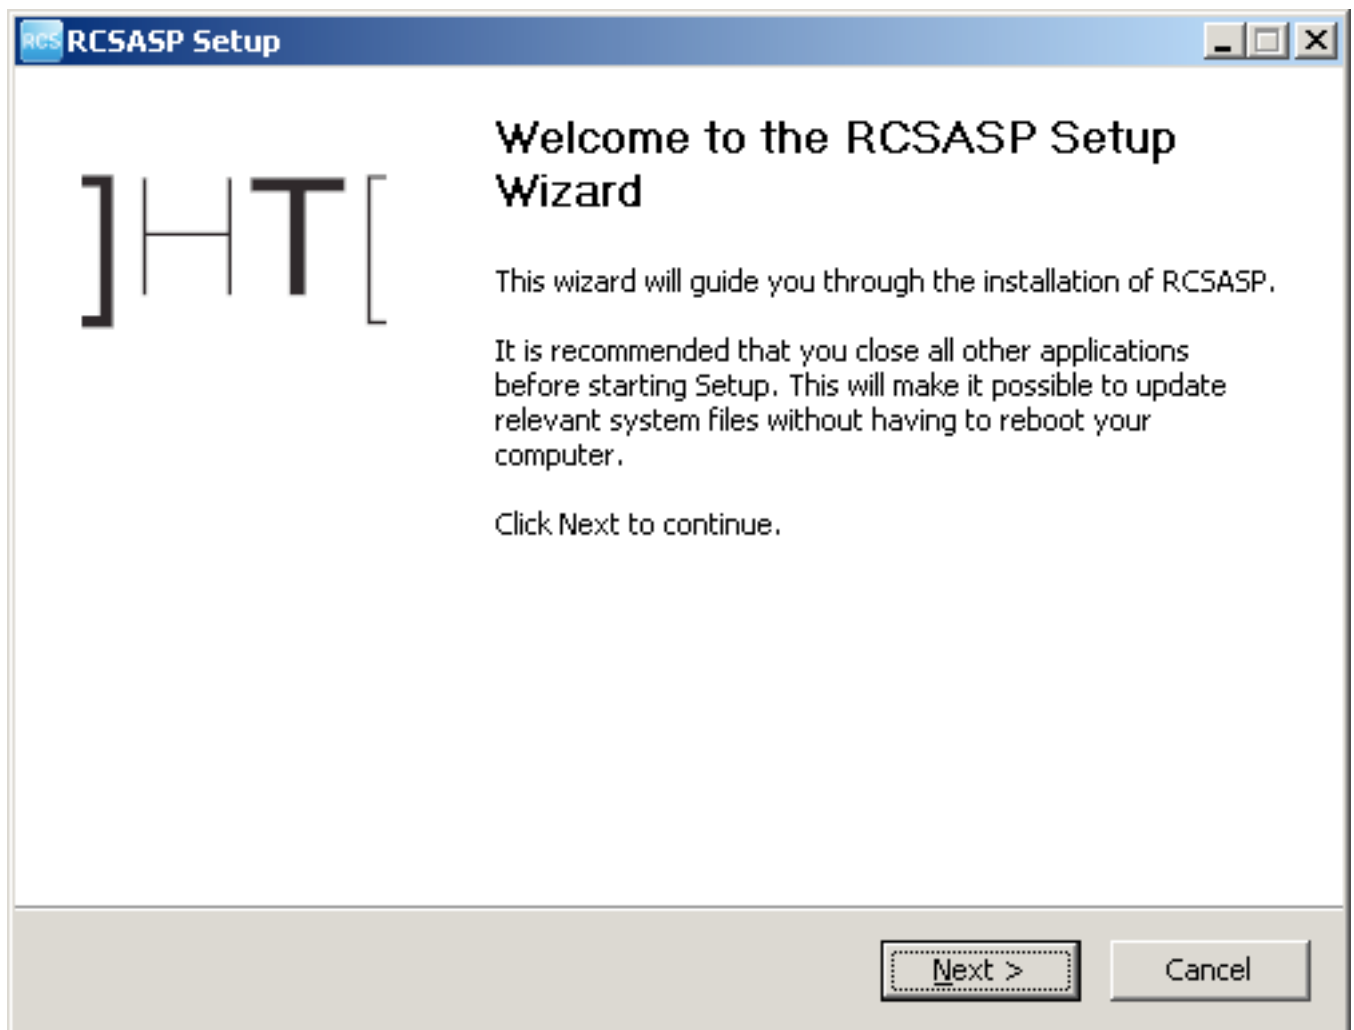 RCS RCSASP Setup
]HT[
Welcome to the RCSASP Setup
Wizard
This wizard will guide you through the installation of RCSASP.
It is recommended that you close all other applications
before starting Setup. This will make it possible to update
relevant system files without having to reboot your
computer.
Click Next to continue.
Next >
Cancel